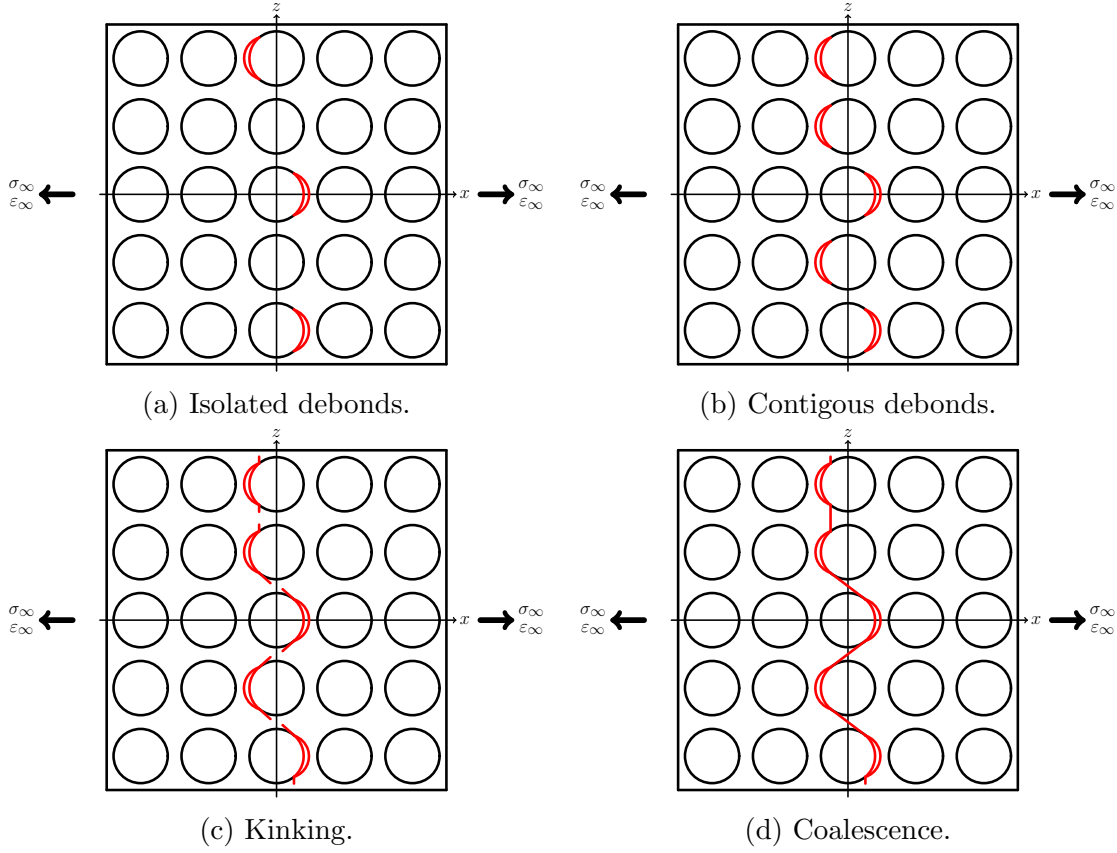 z
σ∞
ε∞
x
σ∞
ε∞
(a) Isolated debonds.
z
σ∞
ε∞
x
σ∞
ε∞
(b) Contigous debonds.
z
σ∞
ε∞
x
σ∞
ε∞
(c) Kinking.
z
σ∞
ε∞
x
σ∞
ε∞
(d) Coalescence.